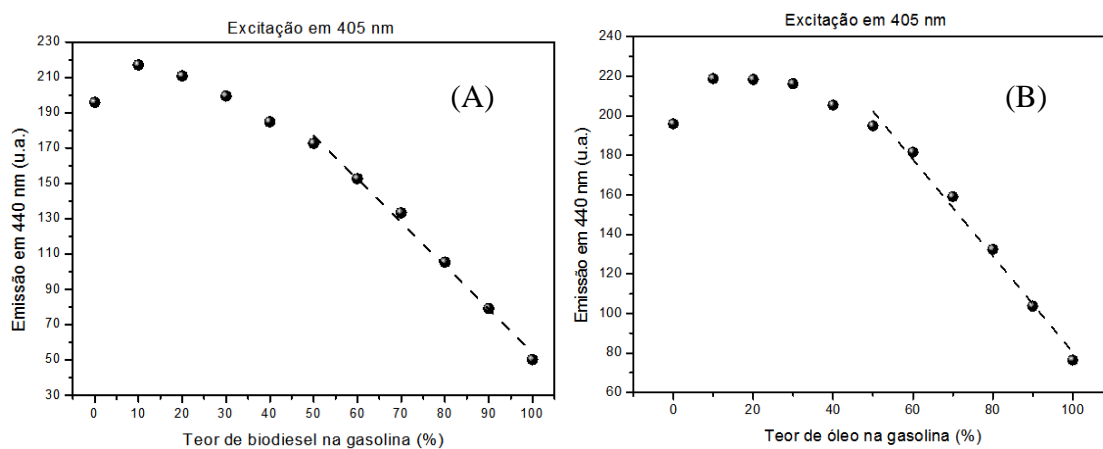 Excitação em 405 nm
230
210
190
170
150
130
110
90
70
50
30
Emissão em 440 nm (u.a.)
(A)
0 10 20 30 40 50 60 70 80 90 100
Teor de biodiesel na gasolina (%)
Excitação em 405 nm
240
220
200
180
160
140
120
100
80
60
Emissão em 440 nm (u.a.)
(B)
0 20 40 60 80 100
Teor de óleo na gasolina (%)